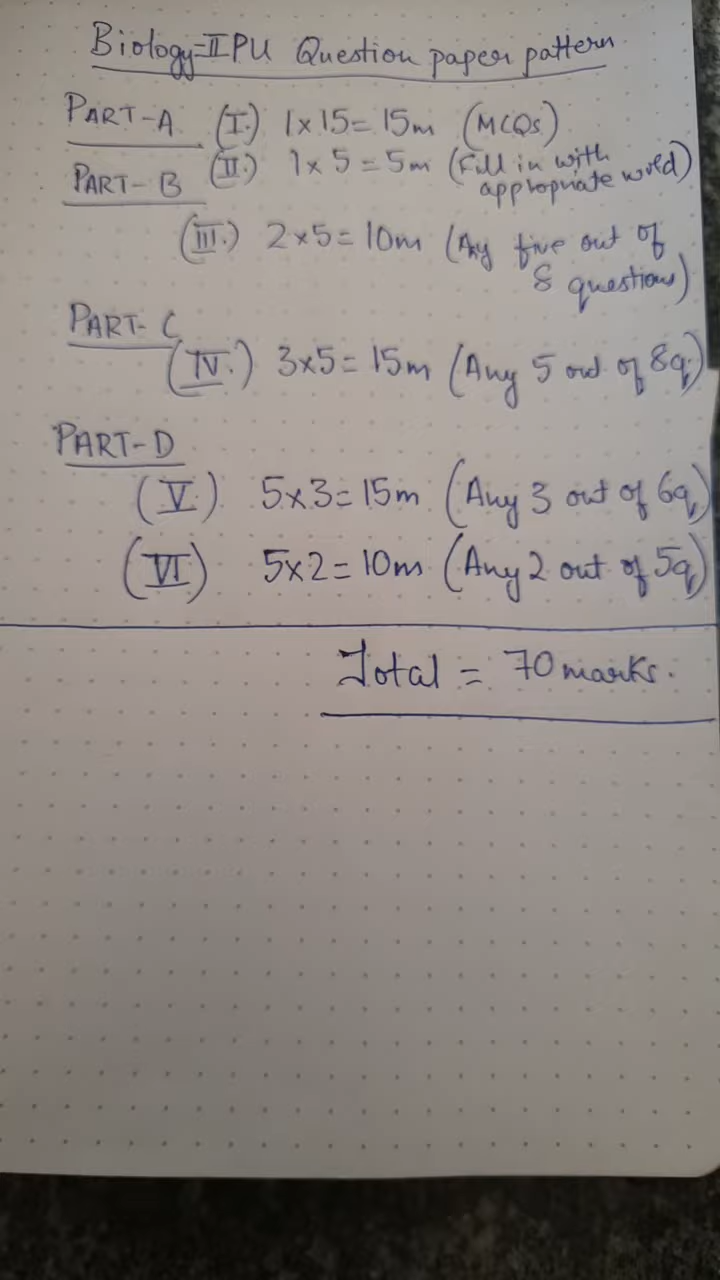 Biology-II PU Question paper pattern
PART-A (I.) 1x15=15m (MCQs)
(II.) 1x5=5m (Fill in with appropriate word)
PART-B
(III.) 2x5=10m (Any five out of
8 questions)
PART-C
(IV.) 3x5=15m (Any 5 out of 8q)
PART-D
(V.) 5x3=15m (Any 3 out of 6q)
(VI) 5x2=10m (Any 2 out of 5q)
Total = 70 marks.